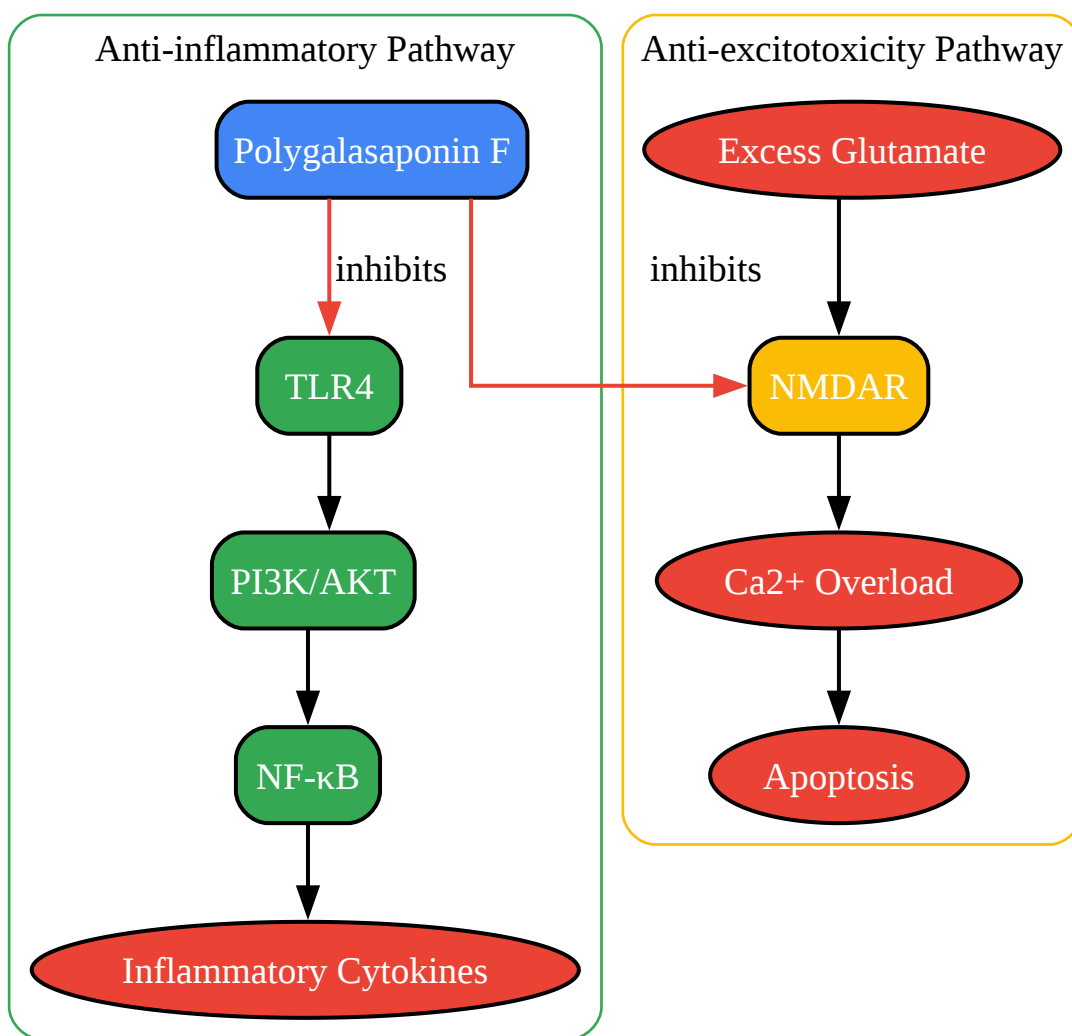 Anti-inflammatory Pathway
Anti-excitotoxicity Pathway
Polygalasaponin F
Excess Glutamate
inhibits
inhibits
TLR4
NMDAR
PI3K/AKT
Ca2+ Overload
NF-κB
Apoptosis
Inflammatory Cytokines